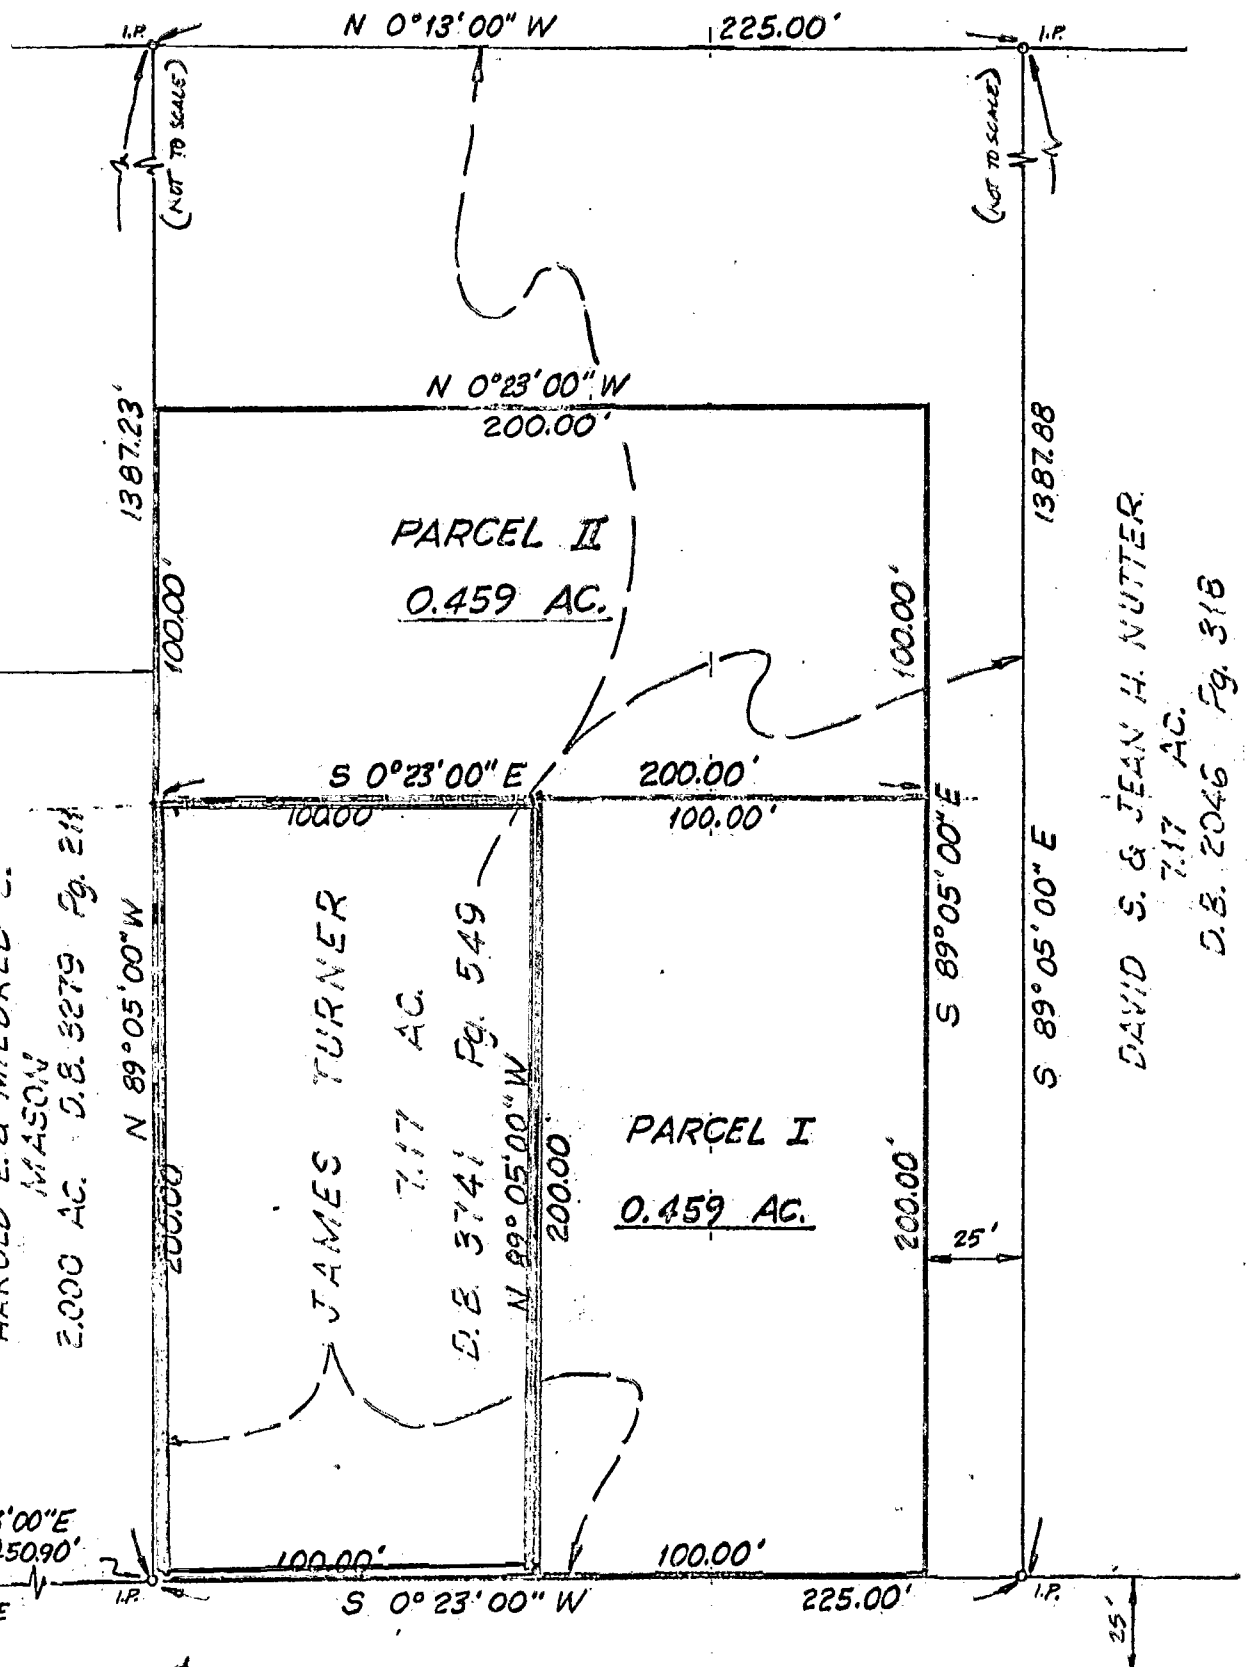 I.P.
N 0°13'00" W
225.00'
I.P.
(NOT TO SCALE)
(NOT TO SCALE)
N 0°23'00" W
200.00'
1387.23'
1387.88
PARCEL II
0.459 AC.
100.00'
100.00'
S 0°23'00" E
200.00'
100.00
100.00'
N 89°05'00" W
200.00
JAMES TURNER
7.17 AC.
D.B. 3741 Pg. 549
N 89°05'00" W
200.00'
PARCEL I
0.459 AC.
200.00'
S 89°05'00" E
S 89°05'00" E
25'
DAVID S. & JEAN H. NUTTER
7.17 AC.
D.B. 2046 Pg. 318
MASON
2.000 AC. D.B. 3279 Pg. 211
'00"E
50.90'
100.00'
100.00'
I.P.
S 0°23'00" W
225.00'
I.P.
25'
E